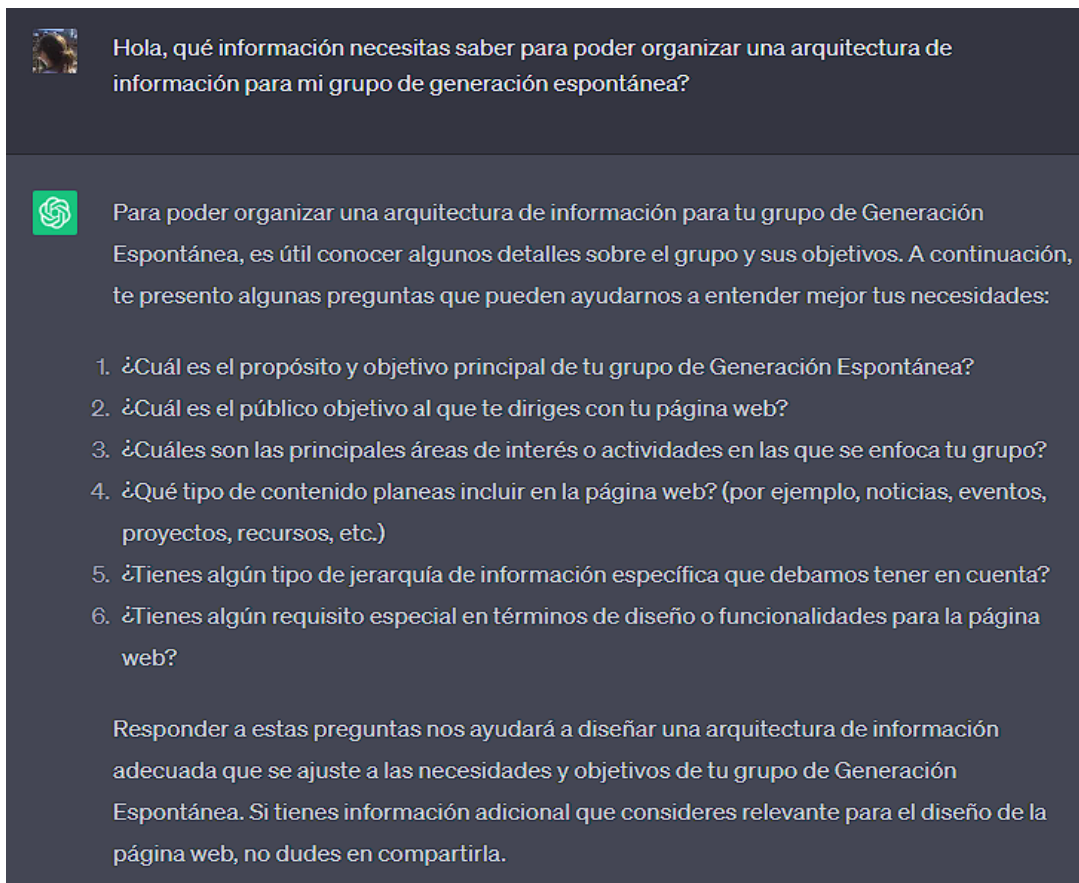 Hola, qué información necesitas saber para poder organizar una arquitectura de
información para mi grupo de generación espontánea?
Para poder organizar una arquitectura de información para tu grupo de Generación
Espontánea, es útil conocer algunos detalles sobre el grupo y sus objetivos. A continuación,
te presento algunas preguntas que pueden ayudarnos a entender mejor tus necesidades:
1. ¿Cuál es el propósito y objetivo principal de tu grupo de Generación Espontánea?
2. ¿Cuál es el público objetivo al que te diriges con tu página web?
3. ¿Cuáles son las principales áreas de interés o actividades en las que se enfoca tu grupo?
4. ¿Qué tipo de contenido planeas incluir en la página web? (por ejemplo, noticias, eventos,
proyectos, recursos, etc.)
5. ¿Tienes algún tipo de jerarquía de información específica que debamos tener en cuenta?
6. ¿Tienes algún requisito especial en términos de diseño o funcionalidades para la página
web?
Responder a estas preguntas nos ayudará a diseñar una arquitectura de información
adecuada que se ajuste a las necesidades y objetivos de tu grupo de Generación
Espontánea. Si tienes información adicional que consideres relevante para el diseño de la
página web, no dudes en compartirla.